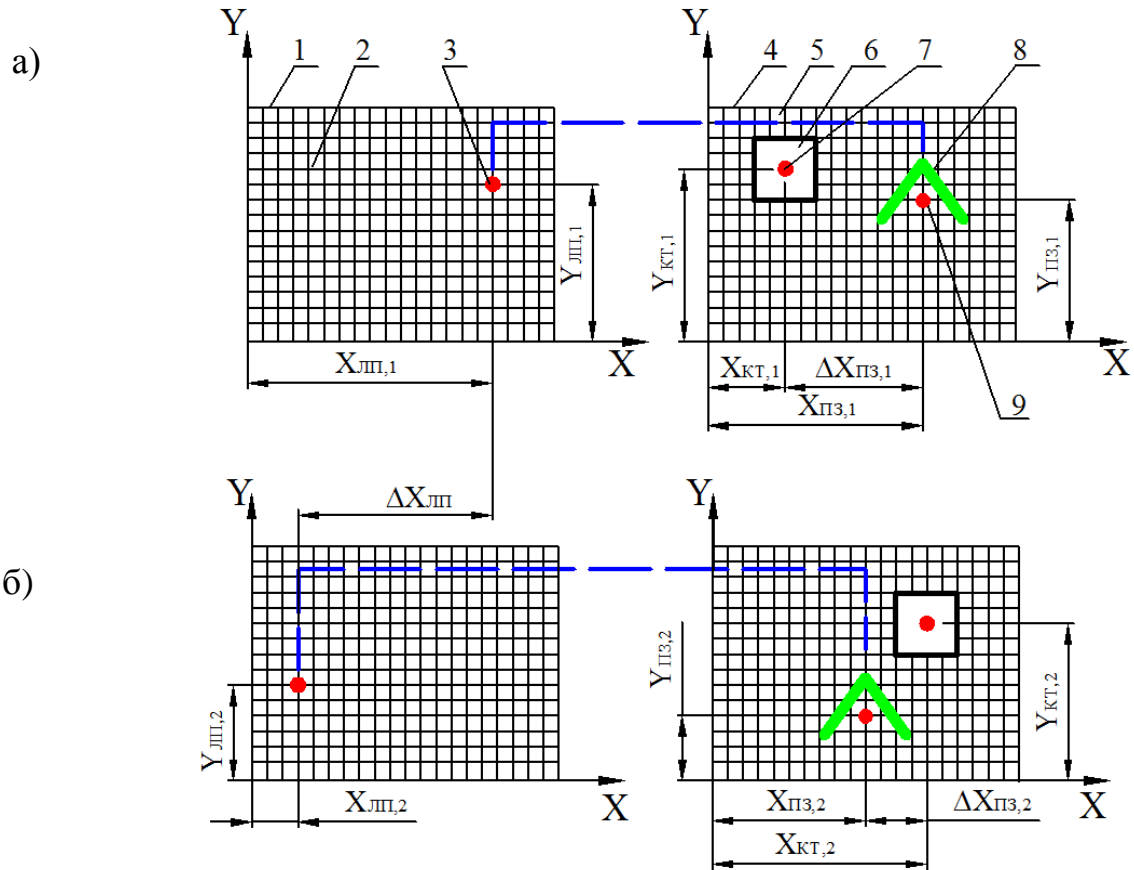 а)
Y
1
2
3
Y
4
5
6
7
8
YЛП,1
YКТ,1
YПЗ,1
X
X
XЛП,1
XКТ,1
ΔXПЗ,1
XПЗ,1
9
б)
Y
ΔXЛП
Y
YЛП,2
YПЗ,2
YКТ,2
X
X
XЛП,2
XПЗ,2
ΔXПЗ,2
XКТ,2